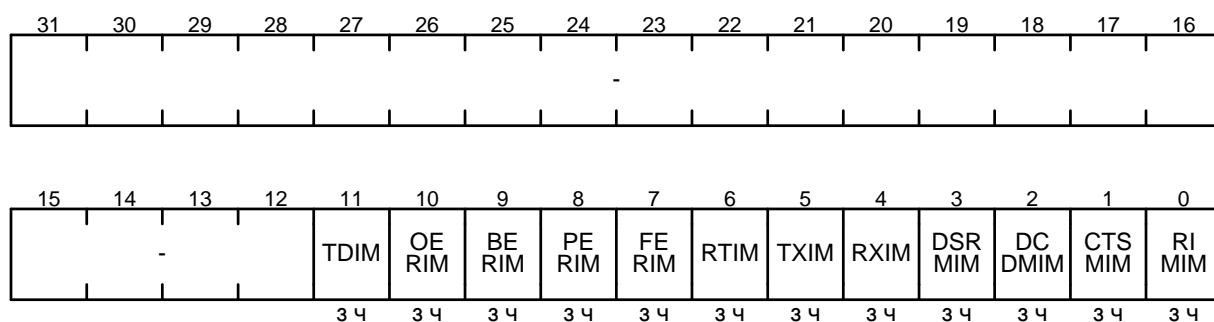 31 30 29 28 27 26 25 24 23 22 21 20 19 18 17 16
-
15 14 13 12 11 10 9 8 7 6 5 4 3 2 1 0
- TDIM OE RIM BE RIM PE RIM FE RIM RTIM TXIM RXIM DSR MIM DC DMIM CTS MIM RI MIM
з ч з ч з ч з ч з ч з ч з ч з ч з ч з ч з ч з ч